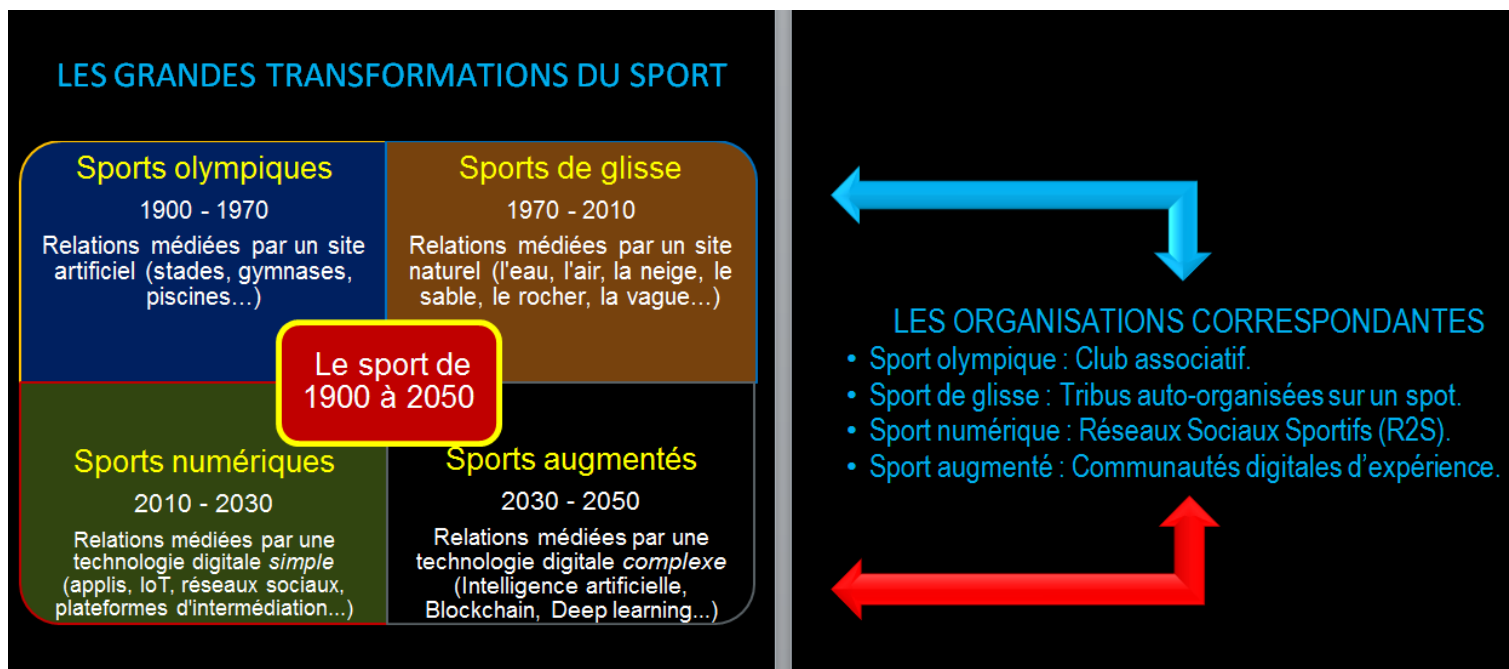 LES GRANDES TRANSFORMATIONS DU SPORT
Sports olympiques
1900 - 1970
Relations médiées par un site
artificiel (stades, gymnases,
piscines...)
Sports de glisse
1970 - 2010
Relations médiées par un site
naturel (l'eau, l'air, la neige, le
sable, le rocher, la vague...)
Le sport de
1900 à 2050
Sports numériques
2010 - 2030
Relations médiées par une
technologie digitale simple
(applis, IoT, réseaux sociaux,
plateformes d'intermédiation...)
Sports augmentés
2030 - 2050
Relations médiées par une
technologie digitale complexe
(Intelligence artificielle,
Blockchain, Deep learning...)
LES ORGANISATIONS CORRESPONDANTES
• Sport olympique : Club associatif.
• Sport de glisse : Tribus auto-organisées sur un spot.
• Sport numérique : Réseaux Sociaux Sportifs (R2S).
• Sport augmenté : Communautés digitales d’expérience.